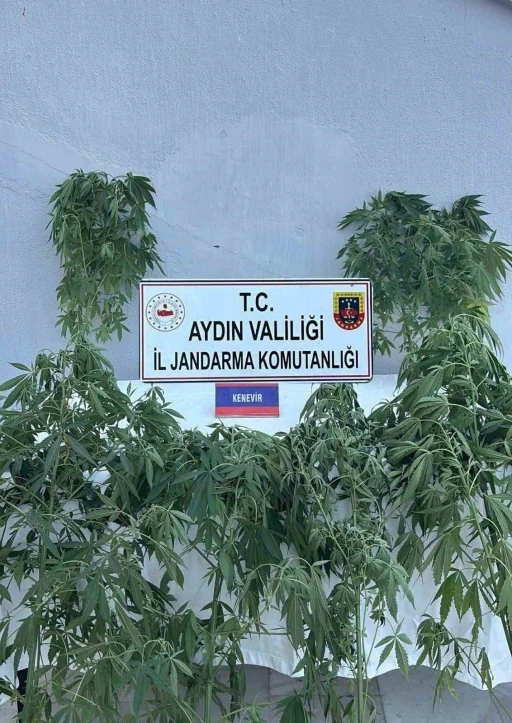 T.C.
AYDIN VALİLİĞİ
İL JANDARMA KOMUTANLIĞI
KENEVİR